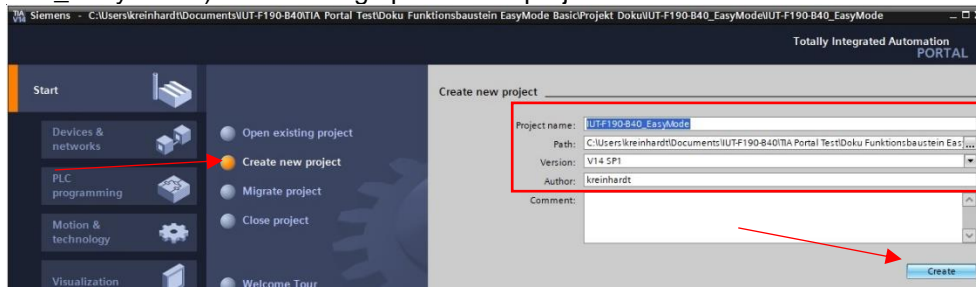 Siemens - C:\Users\kreinhardt\Documents\IUT-F190-B40\TIA Portal Test\Doku Funktionsbaustein EasyMode Basic\Projekt Doku\IUT-F190-B40_EasyMode\IUT-F190-B40_EasyMode
Totally Integrated Automation
PORTAL
Start
Devices &
networks
PLC
programming
Motion &
technology
Visualization
Open existing project
Create new project
Migrate project
Close project
Welcome Tour
Create new project
Project name: IUT-F190-B40_EasyMode
Path: C:\Users\kreinhardt\Documents\IUT-F190-B40\TIA Portal Test\Doku Funktionsbaustein Eas ...
Version: V14 SP1
Author: kreinhardt
Comment:
Create